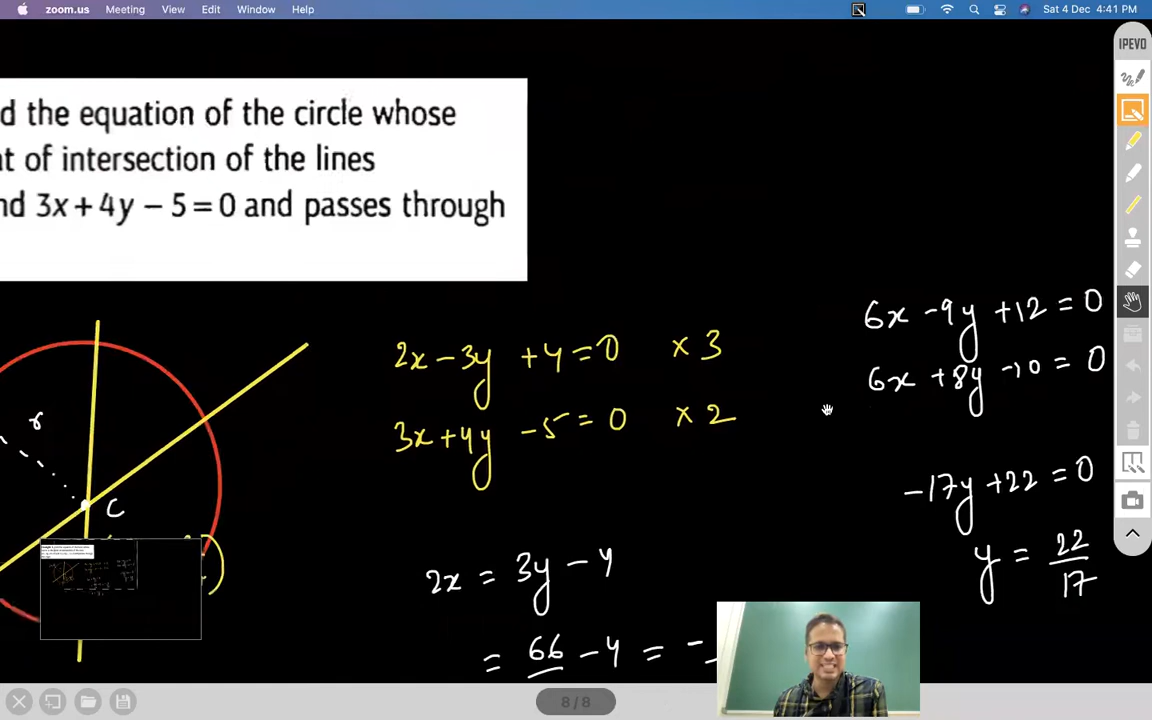 zoom.us Meeting View Edit Window Help Sat 4 Dec 4:41 PM
IPEVO
d the equation of the circle whose
t of intersection of the lines
nd 3x + 4y − 5 = 0 and passes through
r
C
2x − 3y + 4 = 0 × 3
3x + 4y − 5 = 0 × 2
2x = 3y − 4
= 66 − 4 = −
6x − 9y + 12 = 0
6x + 8y − 10 = 0
−17y + 22 = 0
y = 22/17
8 / 8